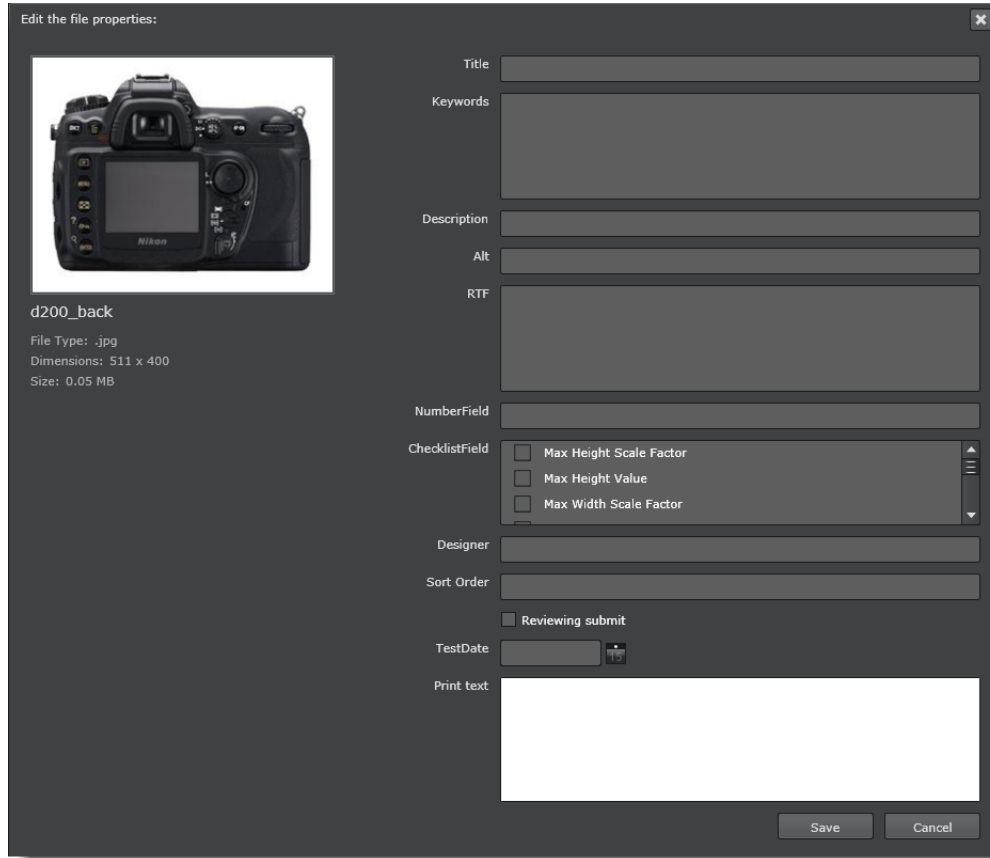 Edit the file properties:
Title
Keywords
Nikon
Description
Alt
RTF
d200_back
File Type: .jpg
Dimensions: 511 x 400
Size: 0.05 MB
NumberField
ChecklistField
Max Height Scale Factor
Max Height Value
Max Width Scale Factor
Designer
Sort Order
Reviewing submit
TestDate
15
Print text
Save
Cancel